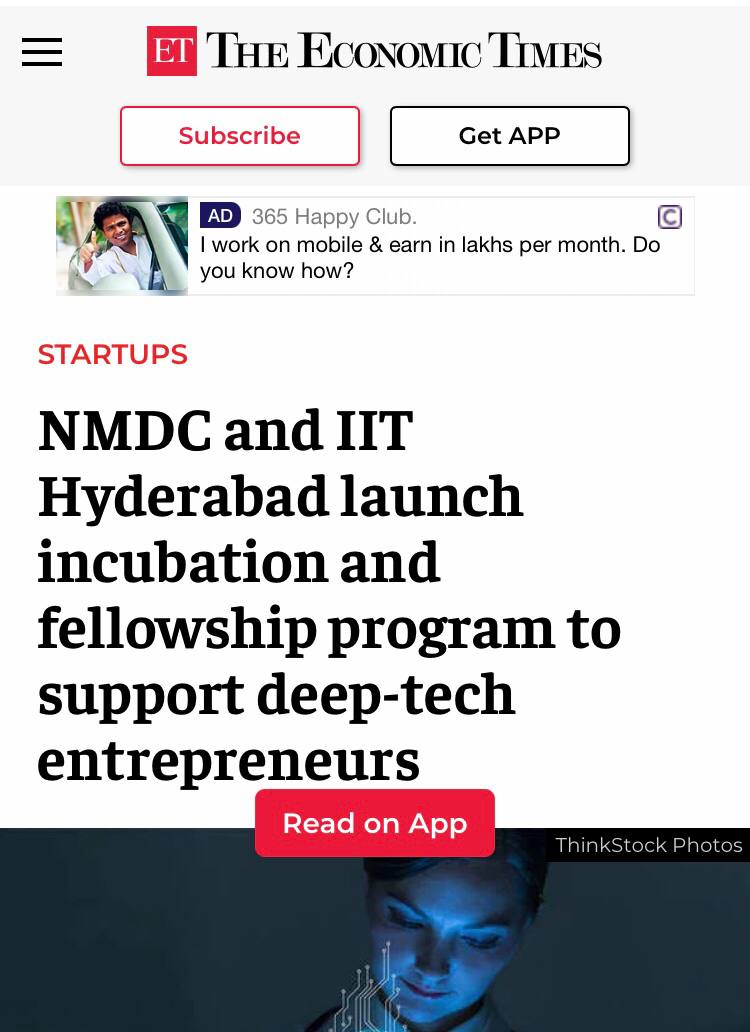 ET THE ECONOMIC TIMES
Subscribe Get APP
AD 365 Happy Club. C
I work on mobile & earn in lakhs per month. Do
you know how?
STARTUPS
NMDC and IIT
Hyderabad launch
incubation and
fellowship program to
support deep-tech
entrepreneurs
Read on App
ThinkStock Photos